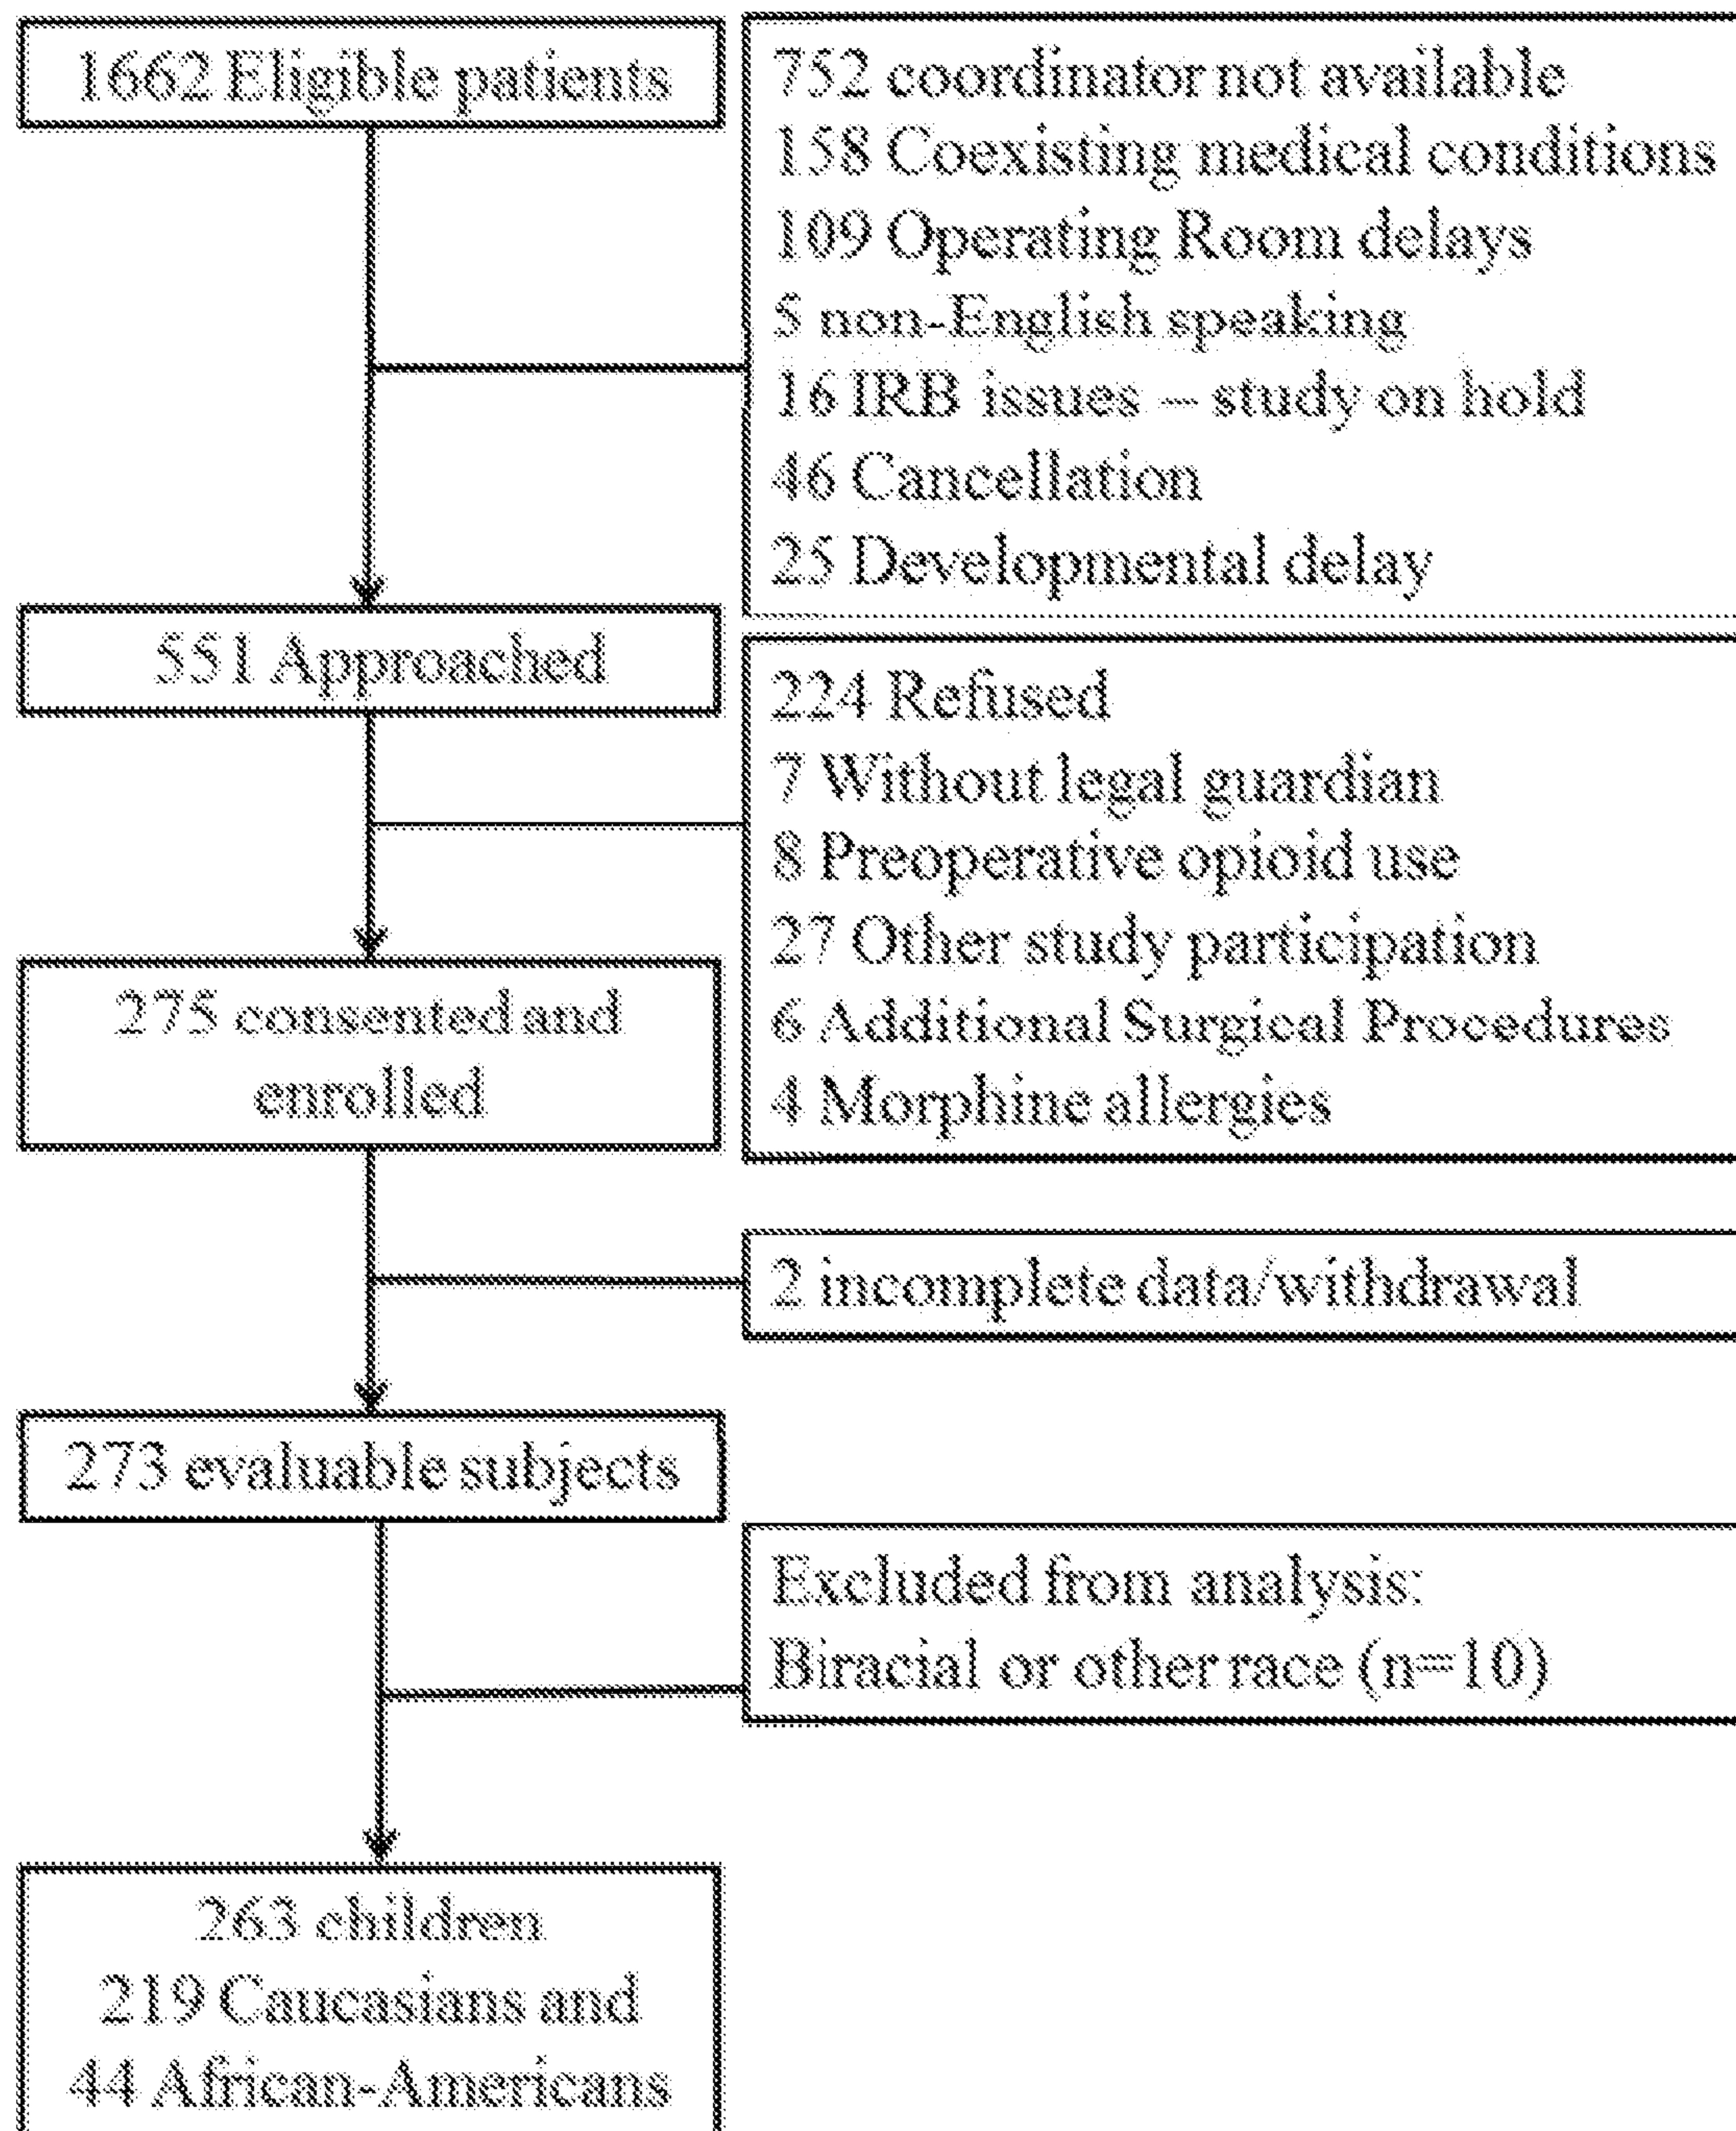 1662 Eligible patients
752 coordinator not available
158 Coexisting medical conditions
109 Operating Room delays
5 non-English speaking
16 IRB issues – study on hold
46 Cancellation
25 Developmental delay
551 Approached
224 Refused
7 Without legal guardian
8 Preoperative opioid use
27 Other study participation
6 Additional Surgical Procedures
4 Morphine allergies
275 consented and
enrolled
2 incomplete data/withdrawal
273 evaluable subjects
Excluded from analysis:
Biracial or other race (n=10)
263 children
219 Caucasians and
44 African-Americans